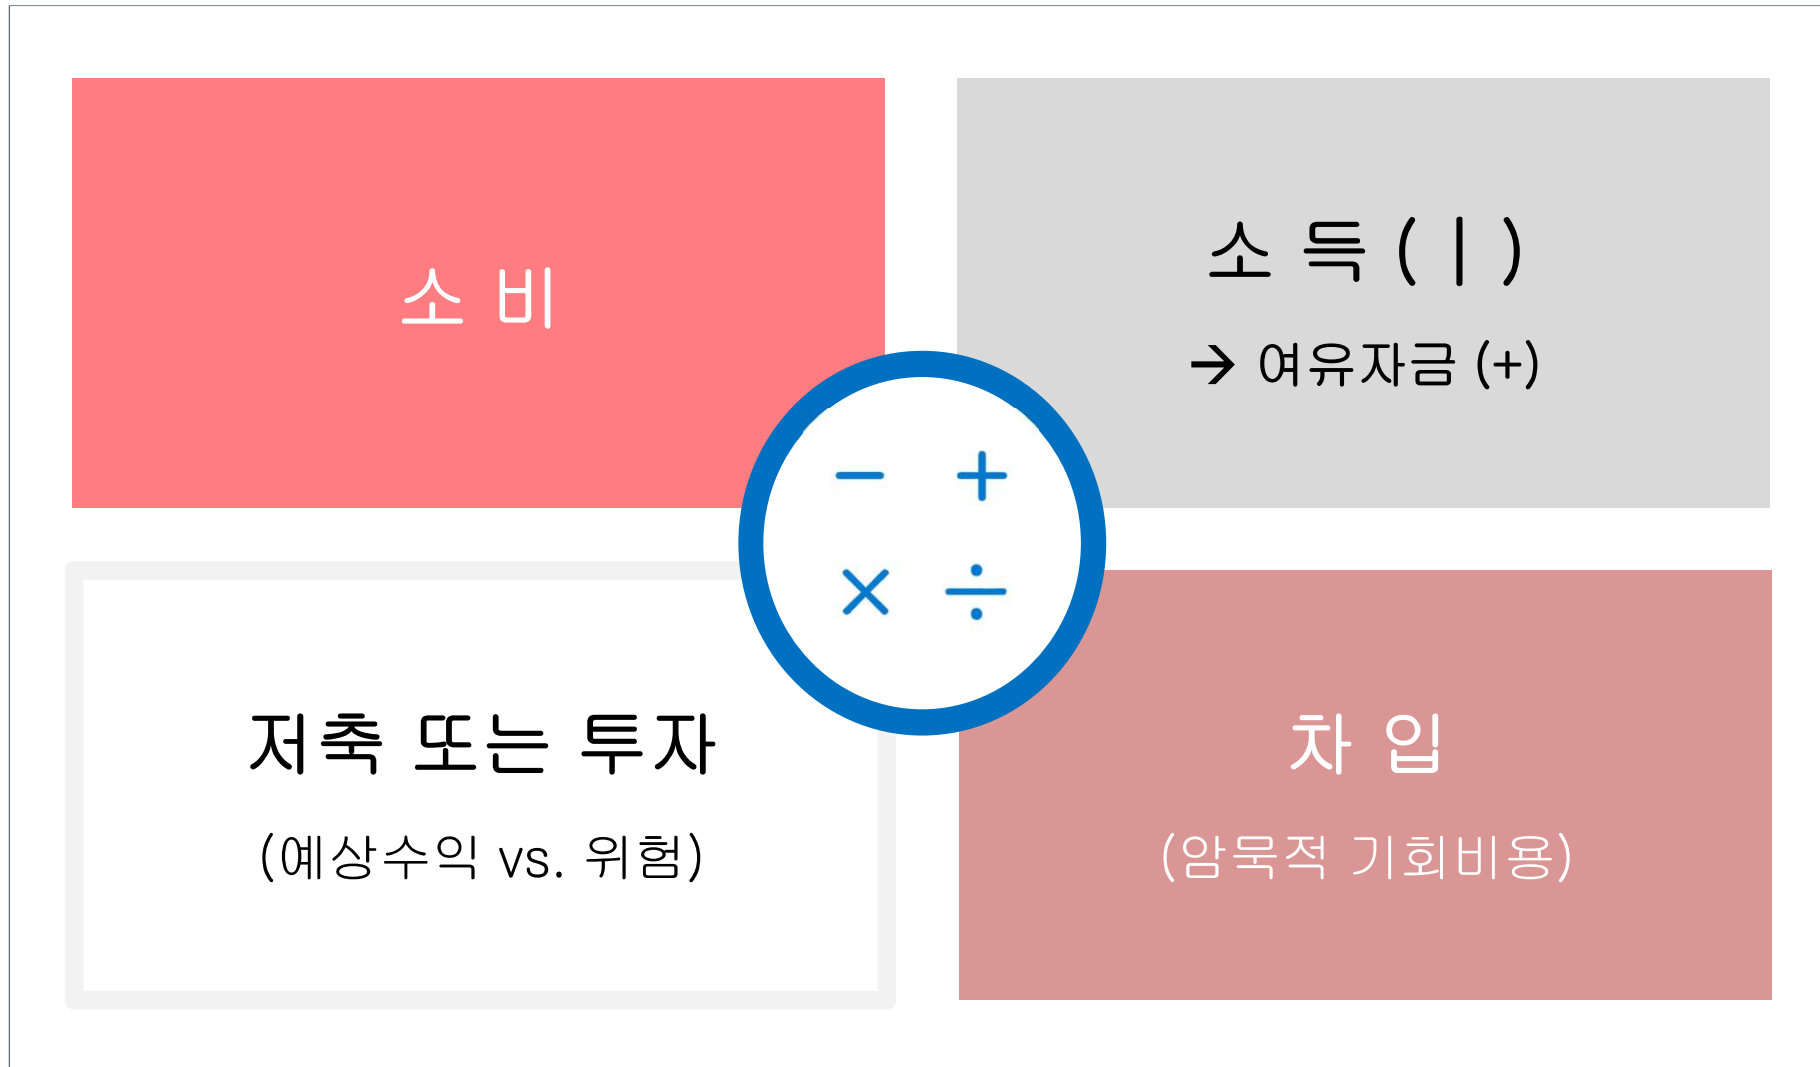 소 비
소 득 ( | )
→ 여유자금 (+)
− +
× ÷
저축 또는 투자
(예상수익 vs. 위험)
차 입
(암묵적 기회비용)